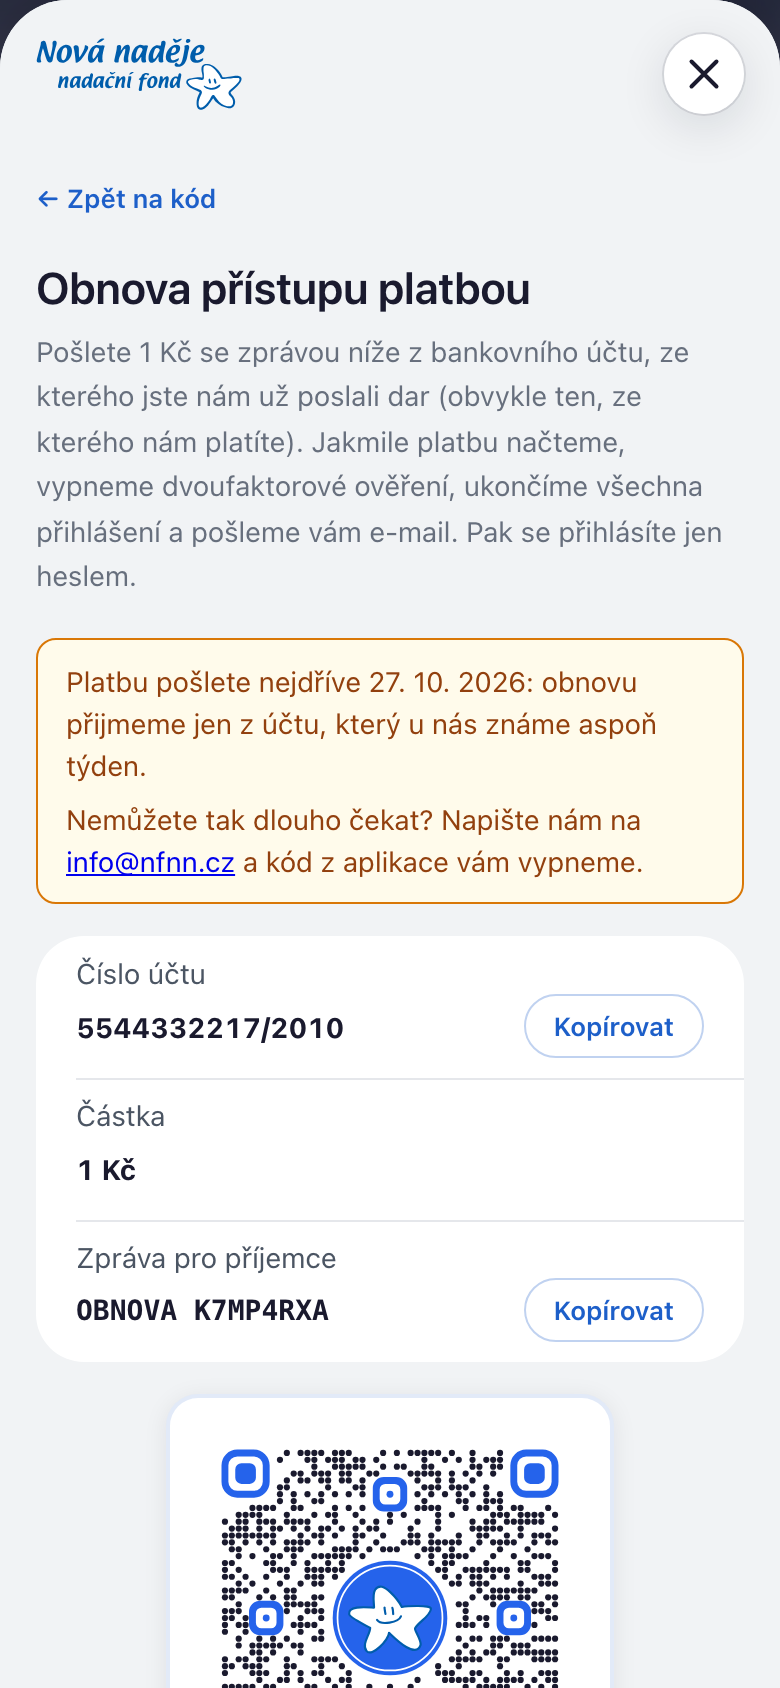 Nová naděje
nadační fond
← Zpět na kód
Obnova přístupu platbou
Pošlete 1 Kč se zprávou níže z bankovního účtu, ze
kterého jste nám už poslali dar (obvykle ten, ze
kterého nám platíte). Jakmile platbu načteme,
vypneme dvoufaktorové ověření, ukončíme všechna
přihlášení a pošleme vám e-mail. Pak se přihlásíte jen
heslem.
Platbu pošlete nejdříve 27. 10. 2026: obnovu
přijmeme jen z účtu, který u nás známe aspoň
týden.
Nemůžete tak dlouho čekat? Napište nám na
info@nfnn.cz a kód z aplikace vám vypneme.
Číslo účtu
5544332217/2010
Kopírovat
Částka
1 Kč
Zpráva pro příjemce
OBNOVA K7MP4RXA
Kopírovat